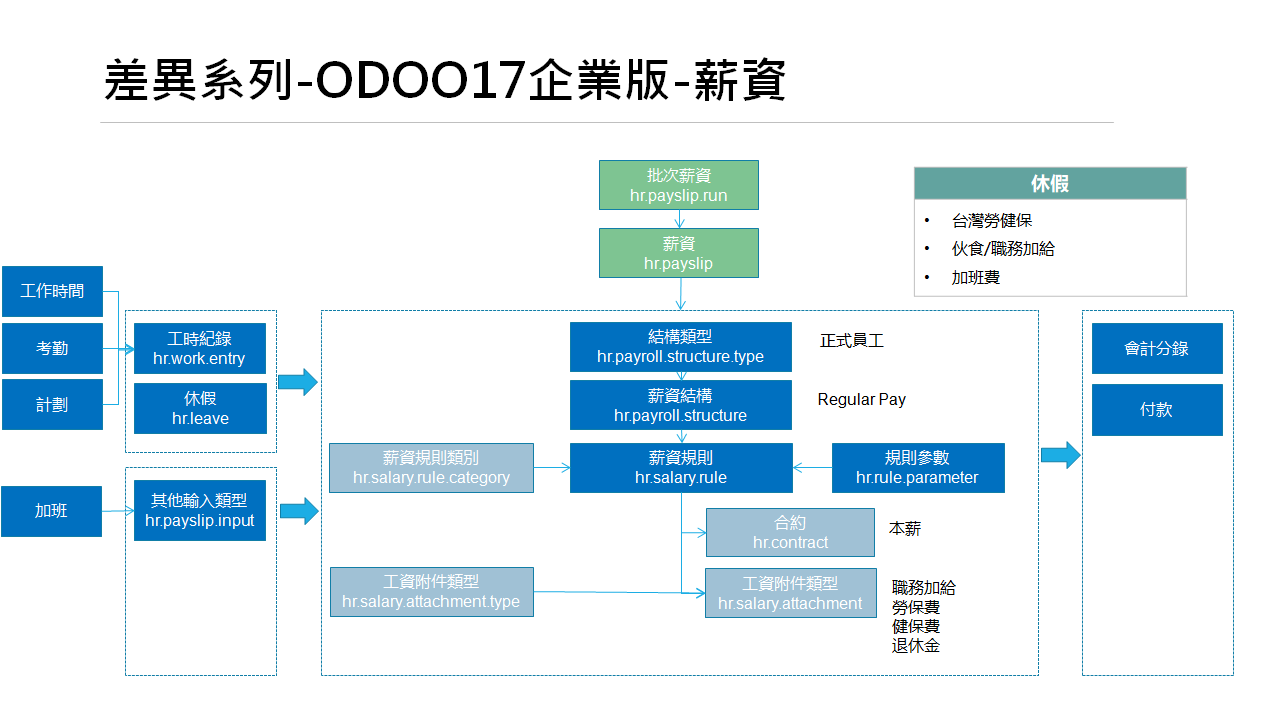 差異系列-ODOO17企業版-薪資
批次薪資
hr.payslip.run
薪資
hr.payslip
休假
• 台灣勞健保
• 伙食/職務加給
• 加班費
工作時間
考勤
計劃
工時紀錄
hr.work.entry
休假
hr.leave
加班
其他輸入類型
hr.payslip.input
結構類型
hr.payroll.structure.type
正式員工
薪資結構
hr.payroll.structure
Regular Pay
薪資規則類別
hr.salary.rule.category
薪資規則
hr.salary.rule
規則參數
hr.rule.parameter
合約
hr.contract
本薪
工資附件類型
hr.salary.attachment.type
工資附件類型
hr.salary.attachment
職務加給
勞保費
健保費
退休金
會計分錄
付款